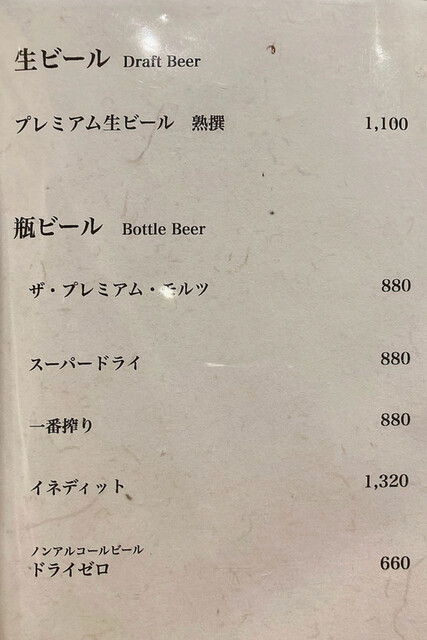 生ビール Draft Beer
プレミアム生ビール 熟撰 1,100
瓶ビール Bottle Beer
ザ・プレミアム・モルツ 880
スーパードライ 880
一番搾り 880
イネディット 1,320
ノンアルコールビール
ドライゼロ 660